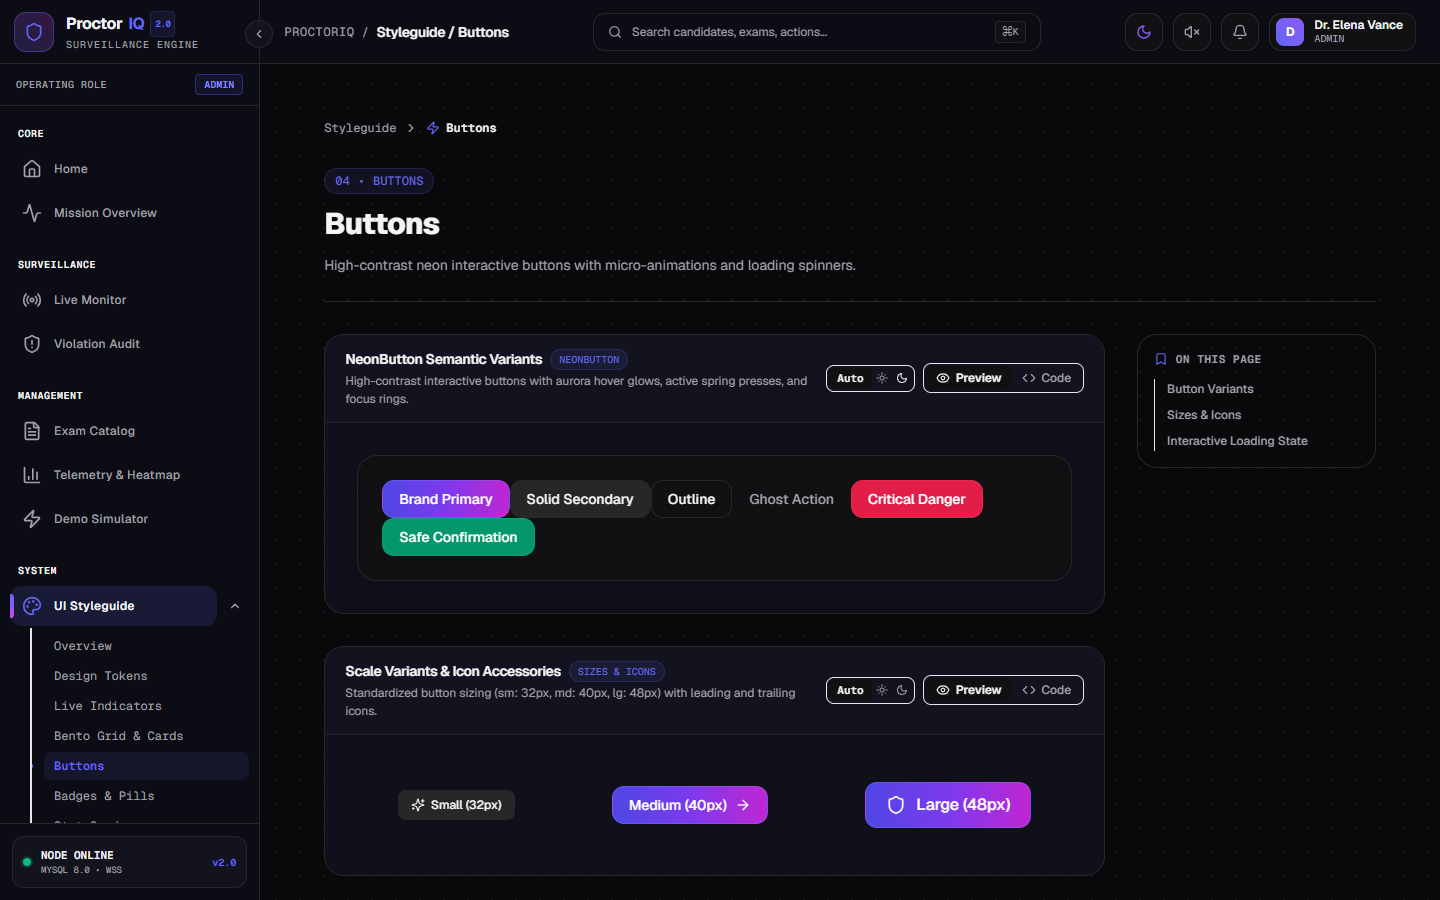 Proctor IQ 2.0
SURVEILLANCE ENGINE
PROCTORIQ / Styleguide / Buttons
Search candidates, exams, actions...
⌘K
D
Dr. Elena Vance
ADMIN
OPERATING ROLE
ADMIN
CORE
Home
Mission Overview
SURVEILLANCE
Live Monitor
Violation Audit
MANAGEMENT
Exam Catalog
Telemetry & Heatmap
Demo Simulator
SYSTEM
UI Styleguide
Overview
Design Tokens
Live Indicators
Bento Grid & Cards
Buttons
Badges & Pills
NODE ONLINE
MYSQL 8.0 • WSS
v2.0
Styleguide > Buttons
04 • BUTTONS
Buttons
High-contrast neon interactive buttons with micro-animations and loading spinners.
NeonButton Semantic Variants
NEONBUTTON
High-contrast interactive buttons with aurora hover glows, active spring presses, and
focus rings.
Auto
Preview
Code
Brand Primary
Solid Secondary
Outline
Ghost Action
Critical Danger
Safe Confirmation
Scale Variants & Icon Accessories
SIZES & ICONS
Standardized button sizing (sm: 32px, md: 40px, lg: 48px) with leading and trailing
icons.
Auto
Preview
Code
Small (32px)
Medium (40px)
Large (48px)
ON THIS PAGE
Button Variants
Sizes & Icons
Interactive Loading State